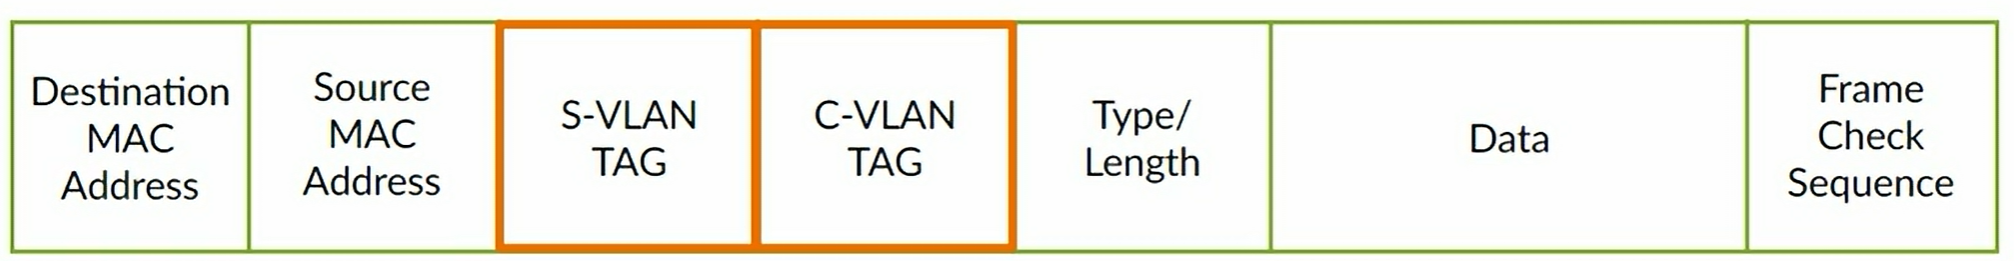 Destination
MAC
Address
Source
MAC
Address
S-VLAN
TAG
C-VLAN
TAG
Type/
Length
Data
Frame
Check
Sequence